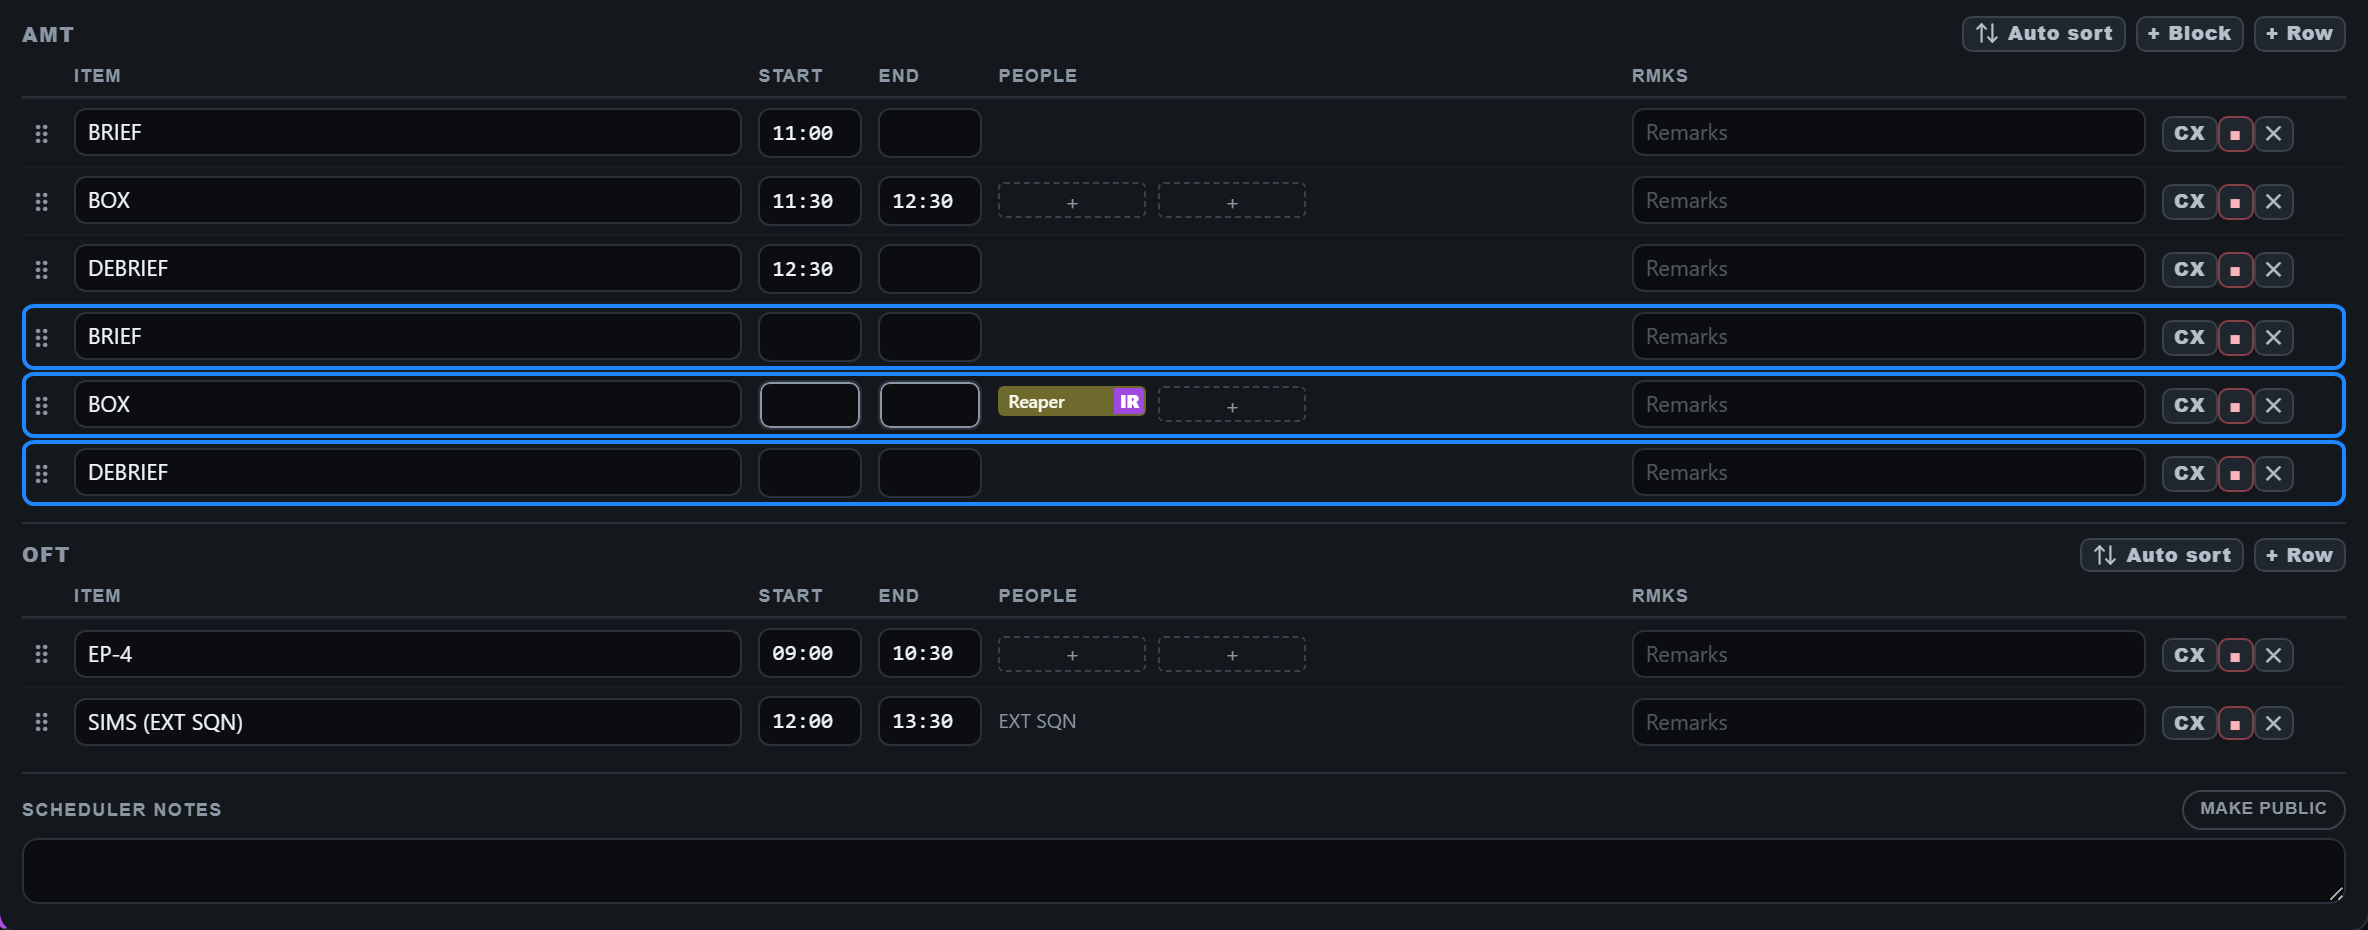 AMT
Auto sort
+ Block
+ Row
ITEM START END PEOPLE RMKS
BRIEF 11:00 Remarks CX
BOX 11:30 12:30 + + Remarks CX
DEBRIEF 12:30 Remarks CX
BRIEF Remarks CX
BOX Reaper IR + Remarks CX
DEBRIEF Remarks CX
OFT
Auto sort
+ Row
ITEM START END PEOPLE RMKS
EP-4 09:00 10:30 + + Remarks CX
SIMS (EXT SQN) 12:00 13:30 EXT SQN Remarks CX
SCHEDULER NOTES
MAKE PUBLIC